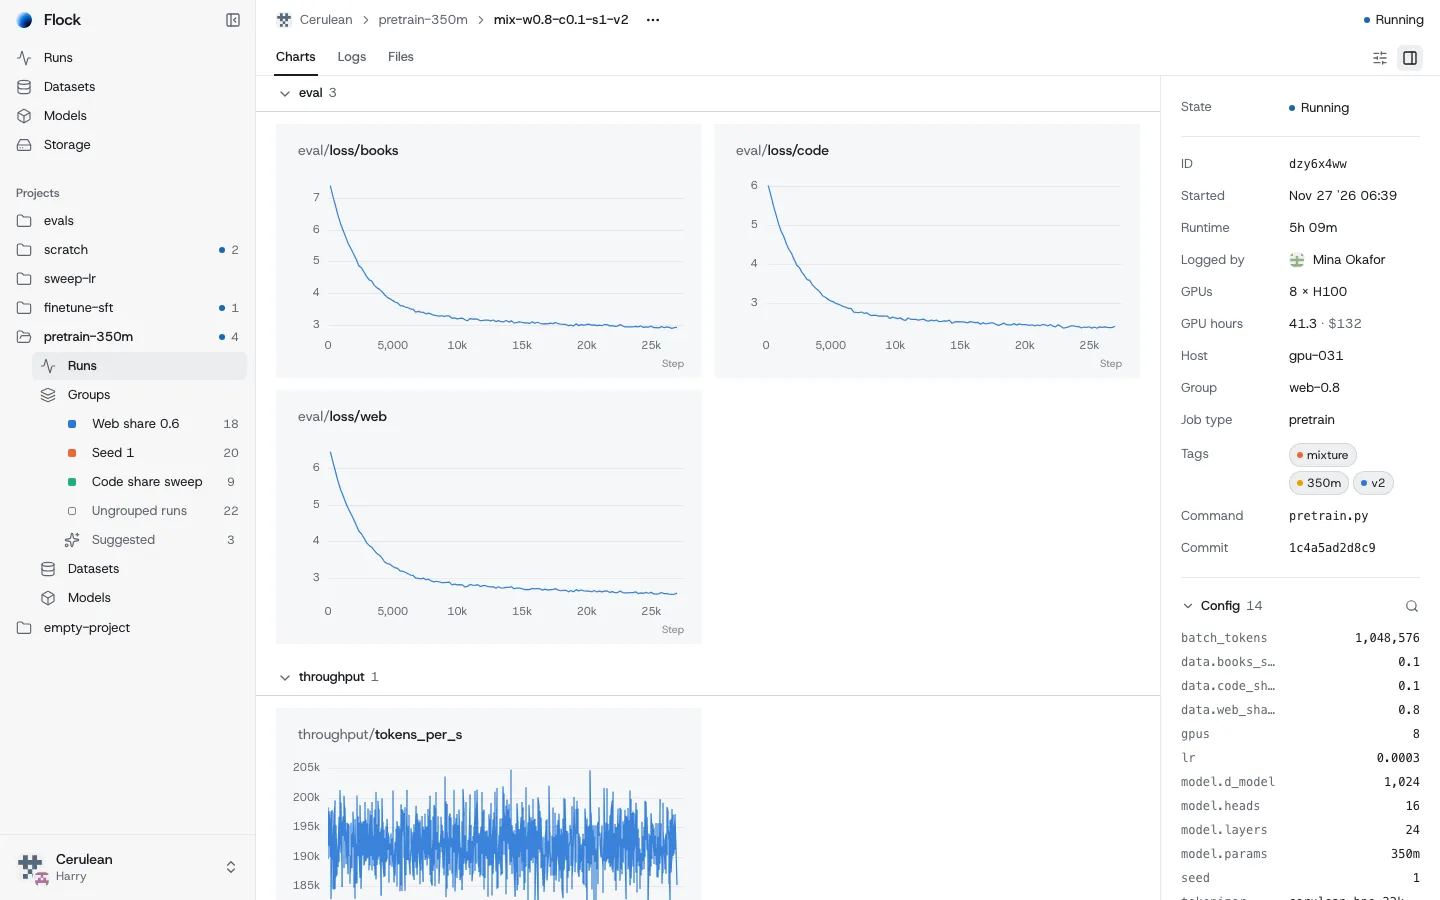 Flock
Runs
Datasets
Models
Storage
Projects
evals
scratch 2
sweep-lr
finetune-sft 1
pretrain-350m 4
Runs
Groups
Web share 0.6 18
Seed 1 20
Code share sweep 9
Ungrouped runs 22
Suggested 3
Datasets
Models
empty-project
Cerulean
Harry
Cerulean pretrain-350m mix-w0.8-c0.1-s1-v2
Running
Charts Logs Files
eval 3
eval/loss/books
7
6
5
4
3
0 5,000 10k 15k 20k 25k
Step
eval/loss/code
6
5
4
3
0 5,000 10k 15k 20k 25k
Step
eval/loss/web
6
5
4
3
0 5,000 10k 15k 20k 25k
Step
throughput 1
throughput/tokens_per_s
205k
200k
195k
190k
185k
State Running
ID dzy6x4ww
Started Nov 27 '26 06:39
Runtime 5h 09m
Logged by Mina Okafor
GPUs 8 × H100
GPU hours 41.3 · $132
Host gpu-031
Group web-0.8
Job type pretrain
Tags mixture
350m v2
Command pretrain.py
Commit 1c4a5ad2d8c9
Config 14
batch_tokens 1,048,576
data.books_s… 0.1
data.code_sh… 0.1
data.web_sha… 0.8
gpus 8
lr 0.0003
model.d_model 1,024
model.heads 16
model.layers 24
model.params 350m
seed 1